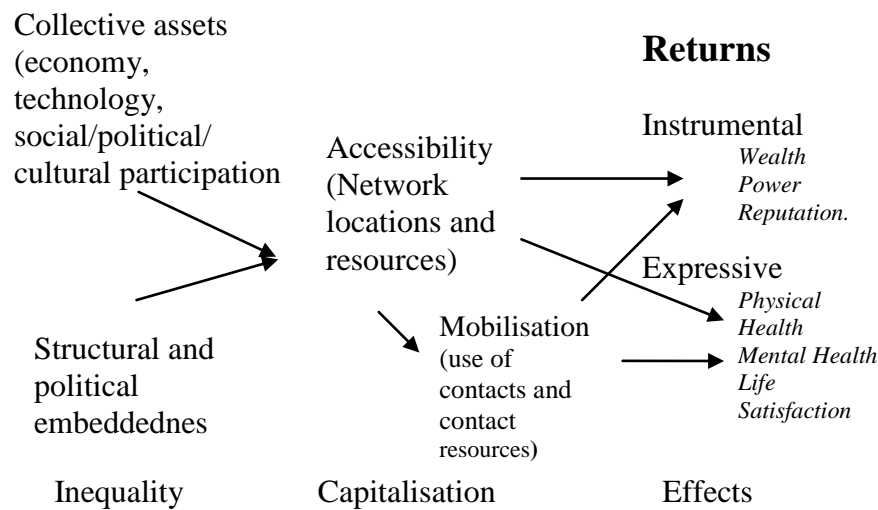 Collective assets
(economy,
technology,
social/political/
cultural participation
Structural and
political
embeddednes
Inequality
Accessibility
(Network
locations and
resources)
Mobilisation
(use of
contacts and
contact
resources)
Capitalisation
Returns
Instrumental
Wealth
Power
Reputation.
Expressive
Physical
Health
Mental Health
Life
Satisfaction
Effects